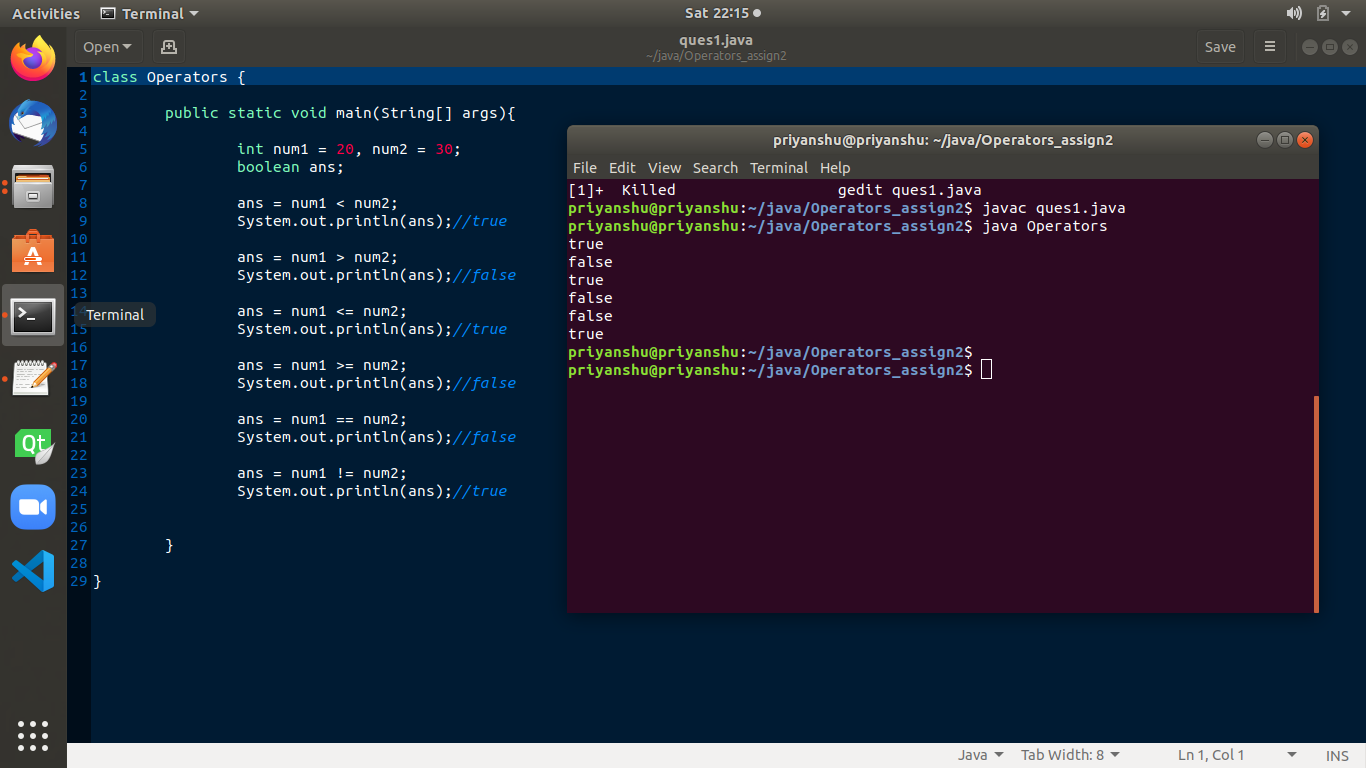 Activities Terminal Sat 22:15
Open ques1.java Save
~/java/Operators_assign2
1 class Operators {
2
3 public static void main(String[] args){
4
5 int num1 = 20, num2 = 30;
6 boolean ans;
7
8 ans = num1 < num2;
9 System.out.println(ans);//true
10
11 ans = num1 > num2;
12 System.out.println(ans);//false
13
14 ans = num1 <= num2;
15 System.out.println(ans);//true
16
17 ans = num1 >= num2;
18 System.out.println(ans);//false
19
20 ans = num1 == num2;
21 System.out.println(ans);//false
22
23 ans = num1 != num2;
24 System.out.println(ans);//true
25
26
27 }
28
29 }
Terminal
Qt
priyanshu@priyanshu: ~/java/Operators_assign2
File Edit View Search Terminal Help
[1]+ Killed gedit ques1.java
priyanshu@priyanshu:~/java/Operators_assign2$ javac ques1.java
priyanshu@priyanshu:~/java/Operators_assign2$ java Operators
true
false
true
false
false
true
priyanshu@priyanshu:~/java/Operators_assign2$
priyanshu@priyanshu:~/java/Operators_assign2$
Java Tab Width: 8 Ln 1, Col 1 INS